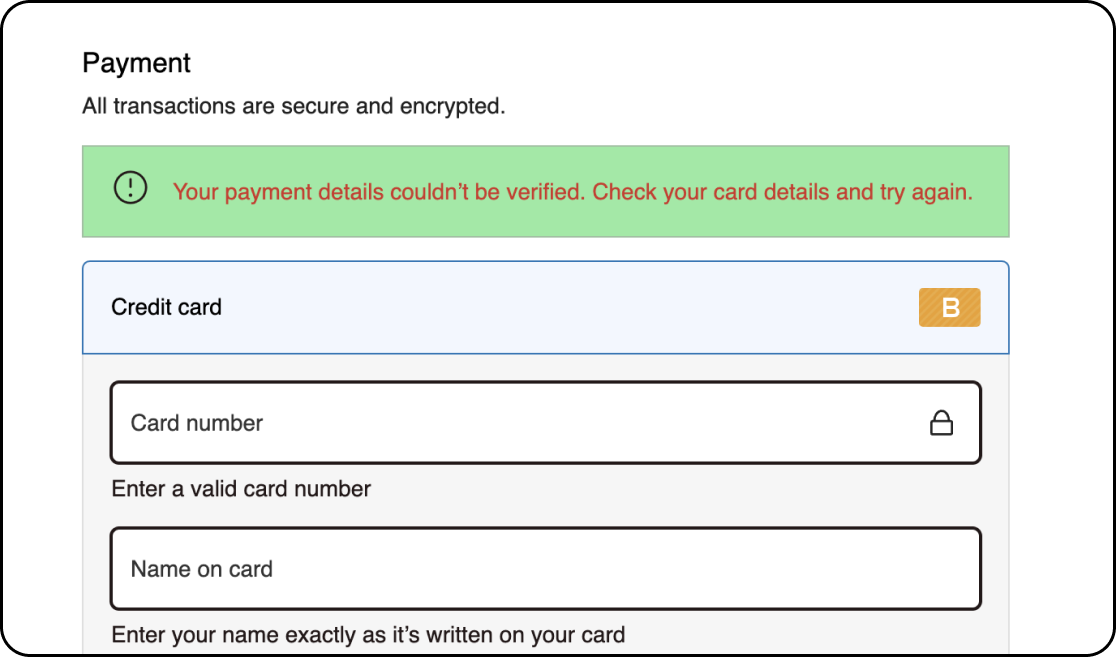 Payment
All transactions are secure and encrypted.
Your payment details couldn’t be verified. Check your card details and try again.
Credit card
B
Card number
Enter a valid card number
Name on card
Enter your name exactly as it’s written on your card